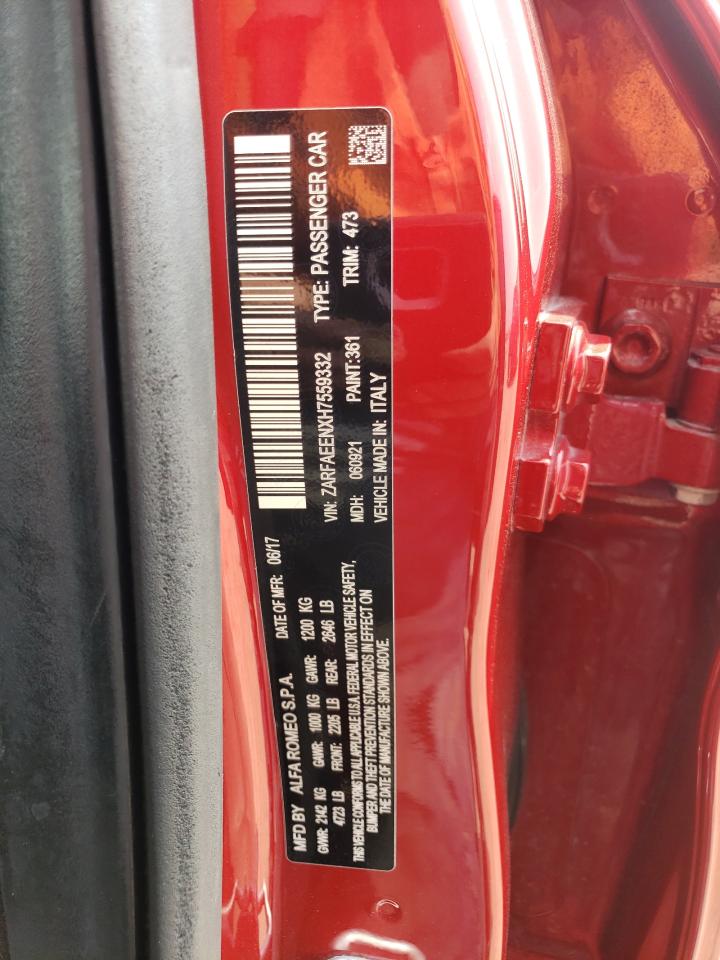 MFD BY ALFA ROMEO S.P.A. DATE OF MFR: 06/17
GVWR: 2142 KG GAWR: 1000 KG GAWR: 1200 KG
4723 LB FRONT: 2205 LB REAR: 2646 LB
THIS VEHICLE CONFORMS TO ALL APPLICABLE U.S.A. FEDERAL MOTOR VEHICLE SAFETY,
BUMPER AND THEFT PREVENTION STANDARDS IN EFFECT ON
THE DATE OF MANUFACTURE SHOWN ABOVE.
VIN: ZARFAEENXH7559332 TYPE: PASSENGER CAR
MDH: 060921 PAINT:361 TRIM: 473
VEHICLE MADE IN: ITALY